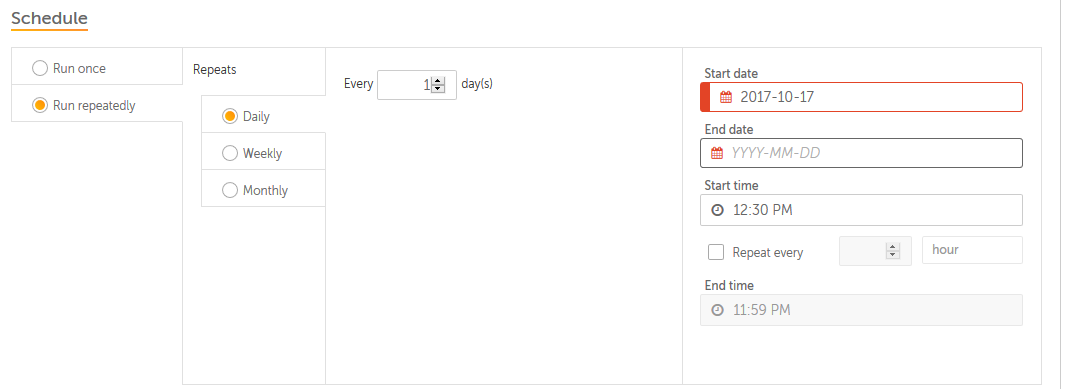 Schedule
Run once
Run repeatedly
Repeats
Daily
Weekly
Monthly
Every 1 day(s)
Start date
2017-10-17
End date
YYYY-MM-DD
Start time
12:30 PM
Repeat every hour
End time
11:59 PM